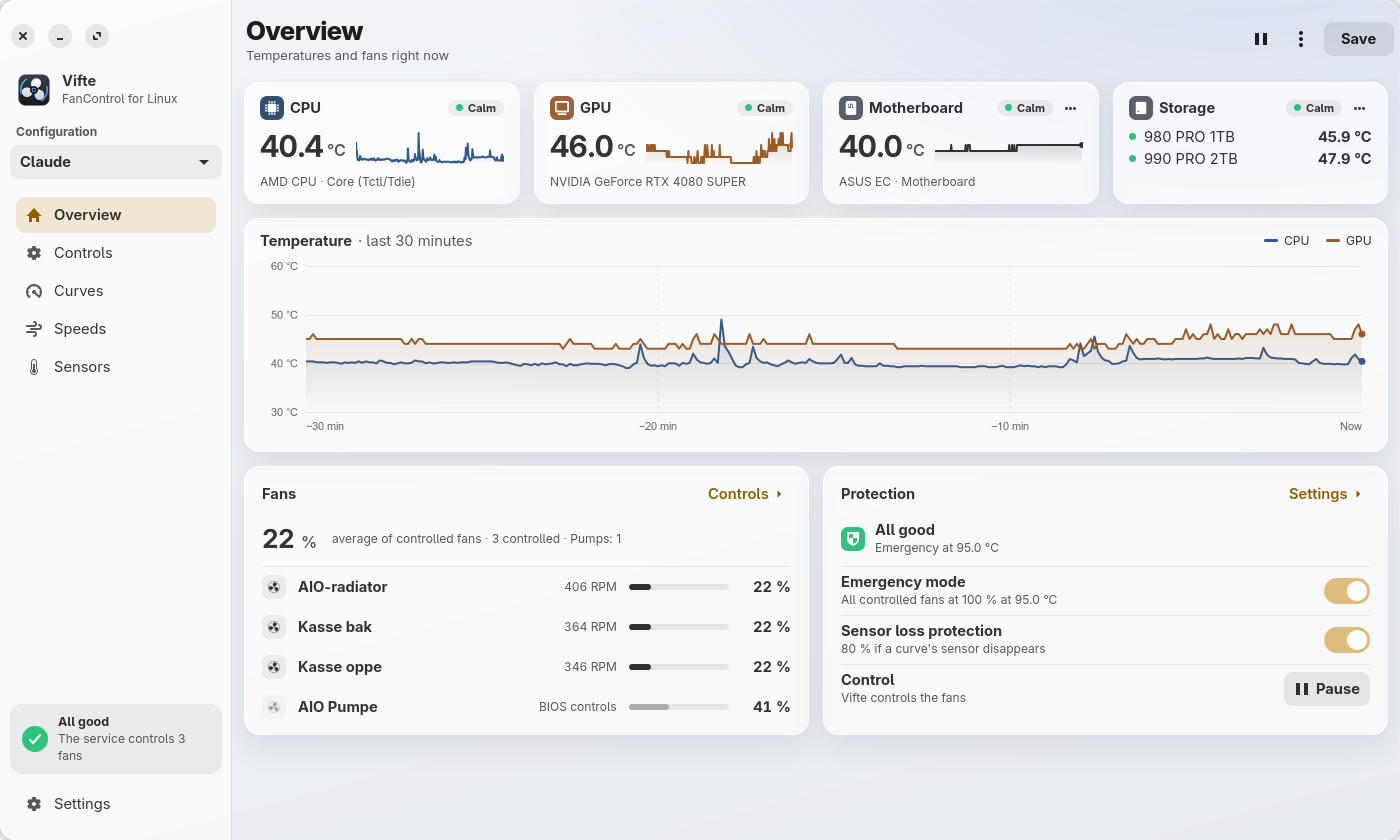 Vifte
FanControl for Linux
Configuration
Claude
Overview
Controls
Curves
Speeds
Sensors
All good
The service controls 3
fans
Settings
Overview
Temperatures and fans right now
Save
CPU
Calm
40.4 °C
AMD CPU · Core (Tctl/Tdie)
GPU
Calm
46.0 °C
NVIDIA GeForce RTX 4080 SUPER
Motherboard
Calm
40.0 °C
ASUS EC · Motherboard
Storage
Calm
980 PRO 1TB 45.9 °C
990 PRO 2TB 47.9 °C
Temperature · last 30 minutes
CPU GPU
60 °C
50 °C
40 °C
30 °C
−30 min −20 min −10 min Now
Fans
Controls
22 % average of controlled fans · 3 controlled · Pumps: 1
AIO-radiator 406 RPM 22 %
Kasse bak 364 RPM 22 %
Kasse oppe 346 RPM 22 %
AIO Pumpe BIOS controls 41 %
Protection
Settings
All good
Emergency at 95.0 °C
Emergency mode
All controlled fans at 100 % at 95.0 °C
Sensor loss protection
80 % if a curve's sensor disappears
Control
Vifte controls the fans
Pause